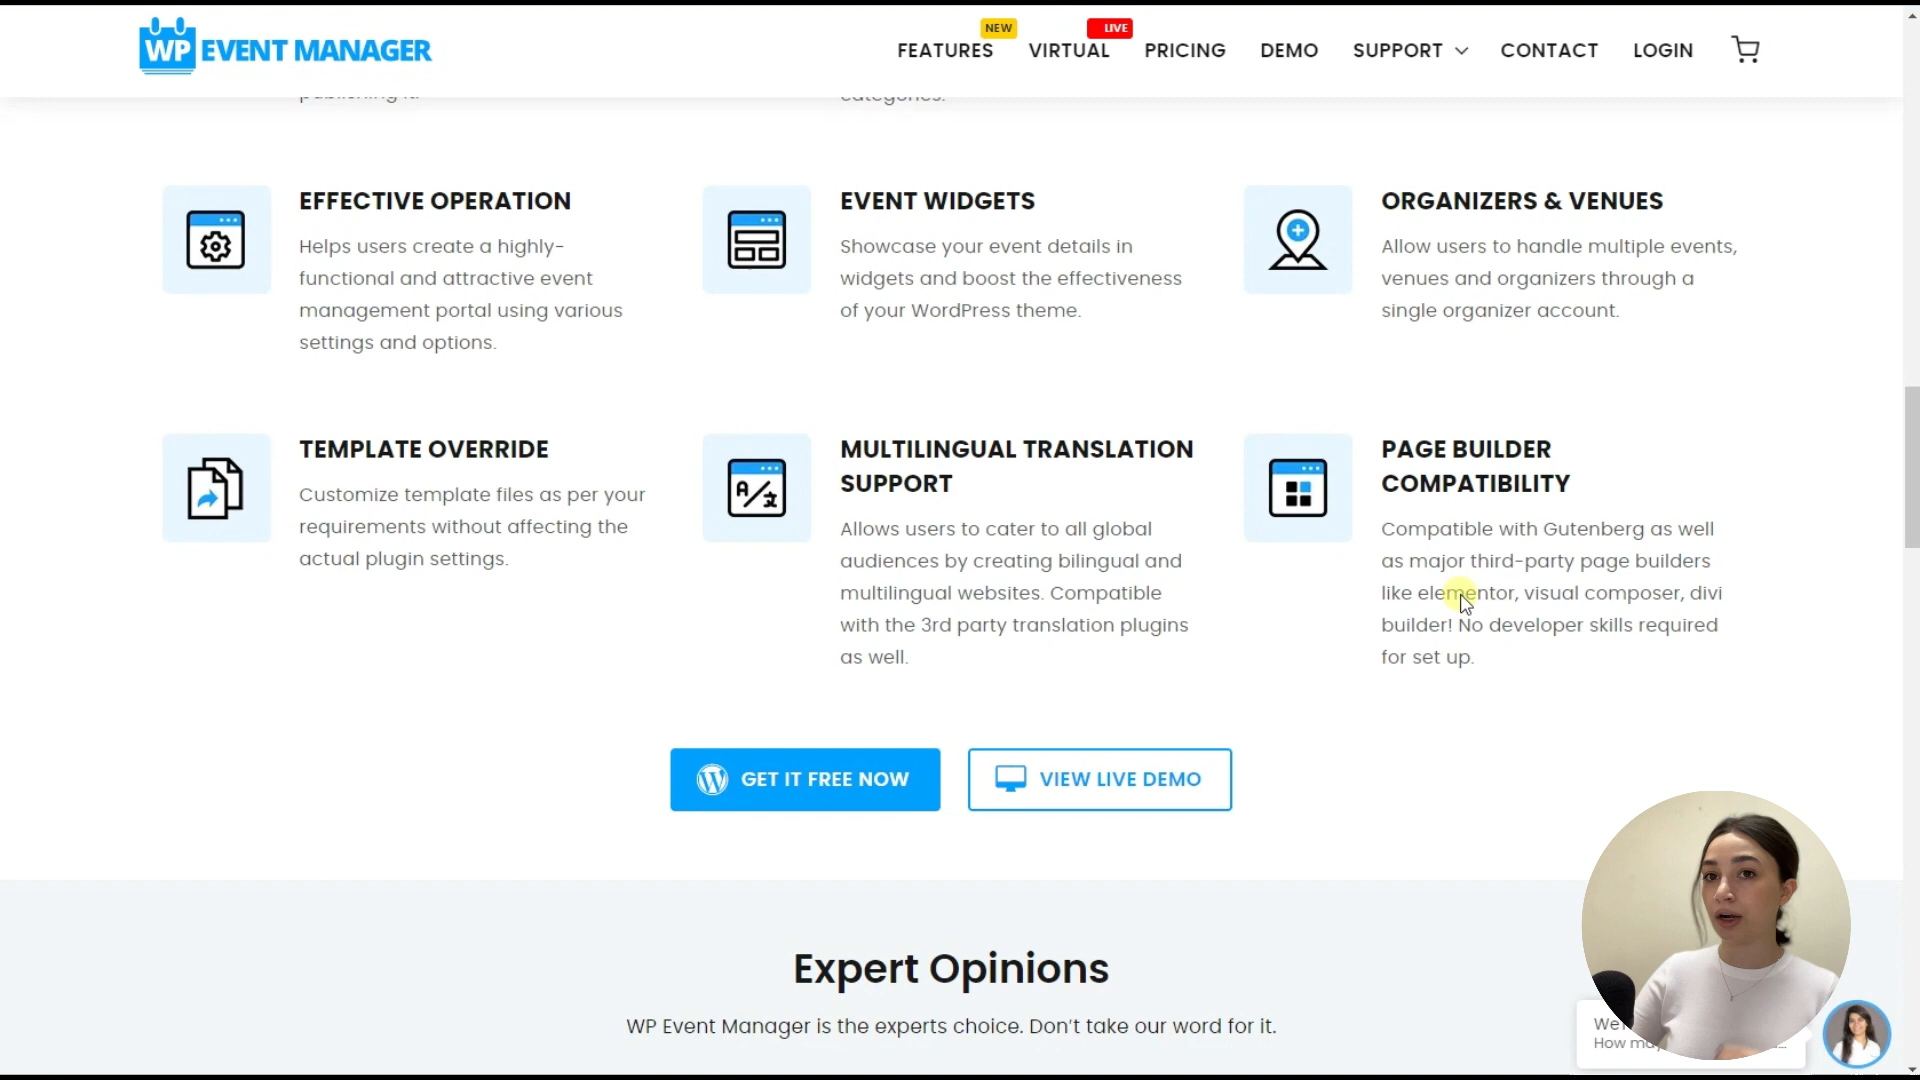 WP EVENT MANAGER
FEATURES NEW
VIRTUAL LIVE
PRICING
DEMO
SUPPORT
CONTACT
LOGIN
publishing it.
categories.
EFFECTIVE OPERATION
Helps users create a highly-
functional and attractive event
management portal using various
settings and options.
EVENT WIDGETS
Showcase your event details in
widgets and boost the effectiveness
of your WordPress theme.
ORGANIZERS & VENUES
Allow users to handle multiple events,
venues and organizers through a
single organizer account.
TEMPLATE OVERRIDE
Customize template files as per your
requirements without affecting the
actual plugin settings.
MULTILINGUAL TRANSLATION
SUPPORT
Allows users to cater to all global
audiences by creating bilingual and
multilingual websites. Compatible
with the 3rd party translation plugins
as well.
PAGE BUILDER
COMPATIBILITY
Compatible with Gutenberg as well
as major third-party page builders
like elementor, visual composer, divi
builder! No developer skills required
for set up.
GET IT FREE NOW
VIEW LIVE DEMO
Expert Opinions
WP Event Manager is the experts choice. Don't take our word for it.
How